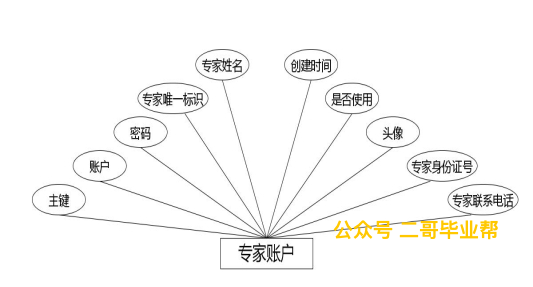 专家姓名
创建时间
专家唯一标识
是否使用
密码
头像
账户
专家身份证号
主键
专家联系电话
公众号 二哥毕业帮
专家账户